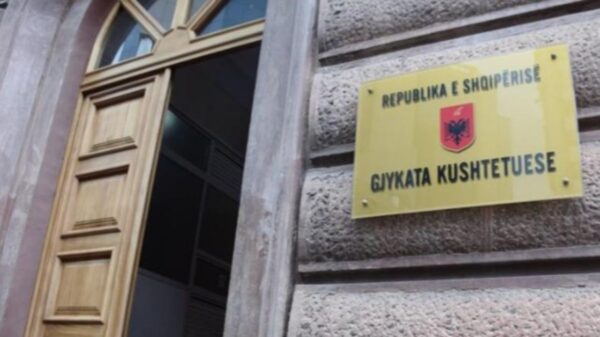 REPUBLIKA E SHQIPËRISË
GJYKATA KUSHTETUESE